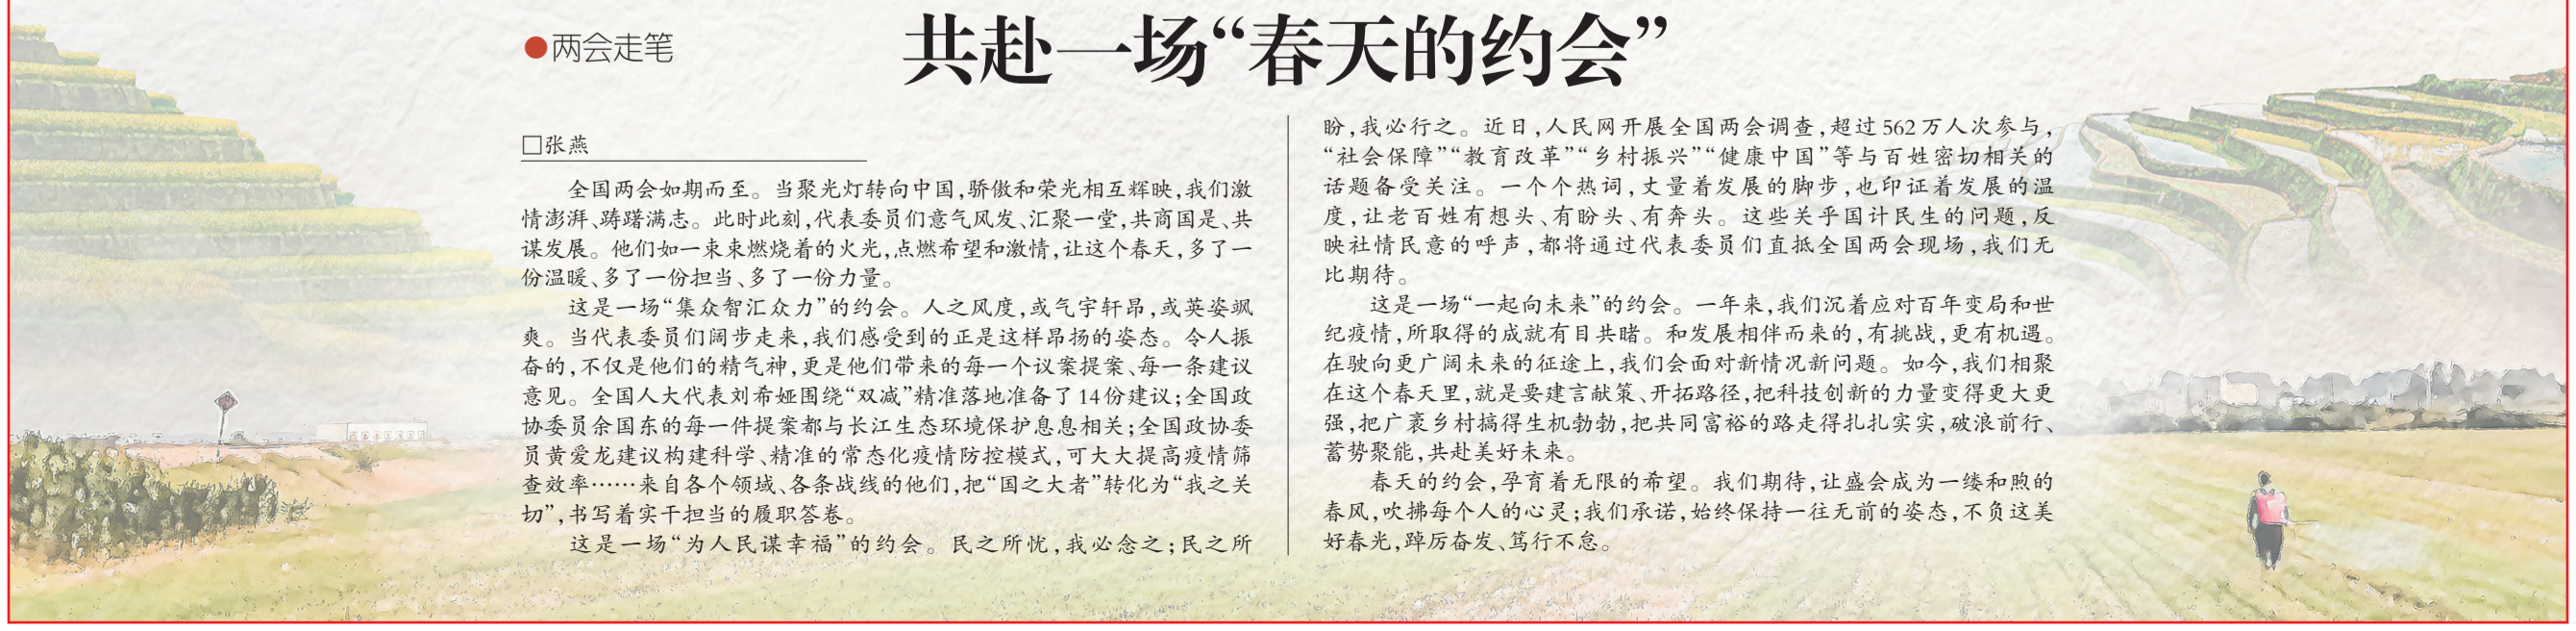 ●两会走笔
共赴一场“春天的约会”
□张燕
全国两会如期而至。当聚光灯转向中国,骄傲和荣光相互辉映,我们激
情澎湃、踌躇满志。此时此刻,代表委员们意气风发、汇聚一堂,共商国是、共
谋发展。他们如一束束燃烧着的火光,点燃希望和激情,让这个春天,多了一
份温暖、多了一份担当、多了一份力量。
这是一场“集众智汇众力”的约会。人之风度,或气宇轩昂,或英姿飒
爽。当代表委员们阔步走来,我们感受到的正是这样昂扬的姿态。令人振
奋的,不仅是他们的精气神,更是他们带来的每一个议案提案、每一条建议
意见。全国人大代表刘希娅围绕“双减”精准落地准备了14份建议;全国政
协委员余国东的每一件提案都与长江生态环境保护息息相关;全国政协委
员黄爱龙建议构建科学、精准的常态化疫情防控模式,可大大提高疫情筛
查效率……来自各个领域、各条战线的他们,把“国之大者”转化为“我之关
切”,书写着实干担当的履职答卷。
这是一场“为人民谋幸福”的约会。民之所忧,我必念之;民之所
盼,我必行之。近日,人民网开展全国两会调查,超过562万人次参与,
“社会保障”“教育改革”“乡村振兴”“健康中国”等与百姓密切相关的
话题备受关注。一个个热词,丈量着发展的脚步,也印证着发展的温
度,让老百姓有想头、有盼头、有奔头。这些关乎国计民生的问题,反
映社情民意的呼声,都将通过代表委员们直抵全国两会现场,我们无
比期待。
这是一场“一起向未来”的约会。一年来,我们沉着应对百年变局和世
纪疫情,所取得的成就有目共睹。和发展相伴而来的,有挑战,更有机遇。
在驶向更广阔未来的征途上,我们会面对新情况新问题。如今,我们相聚
在这个春天里,就是要建言献策、开拓路径,把科技创新的力量变得更大更
强,把广袤乡村搞得生机勃勃,把共同富裕的路走得扎扎实实,破浪前行、
蓄势聚能,共赴美好未来。
春天的约会,孕育着无限的希望。我们期待,让盛会成为一缕和煦的
春风,吹拂每个人的心灵;我们承诺,始终保持一往无前的姿态,不负这美
好春光,踔厉奋发、笃行不怠。